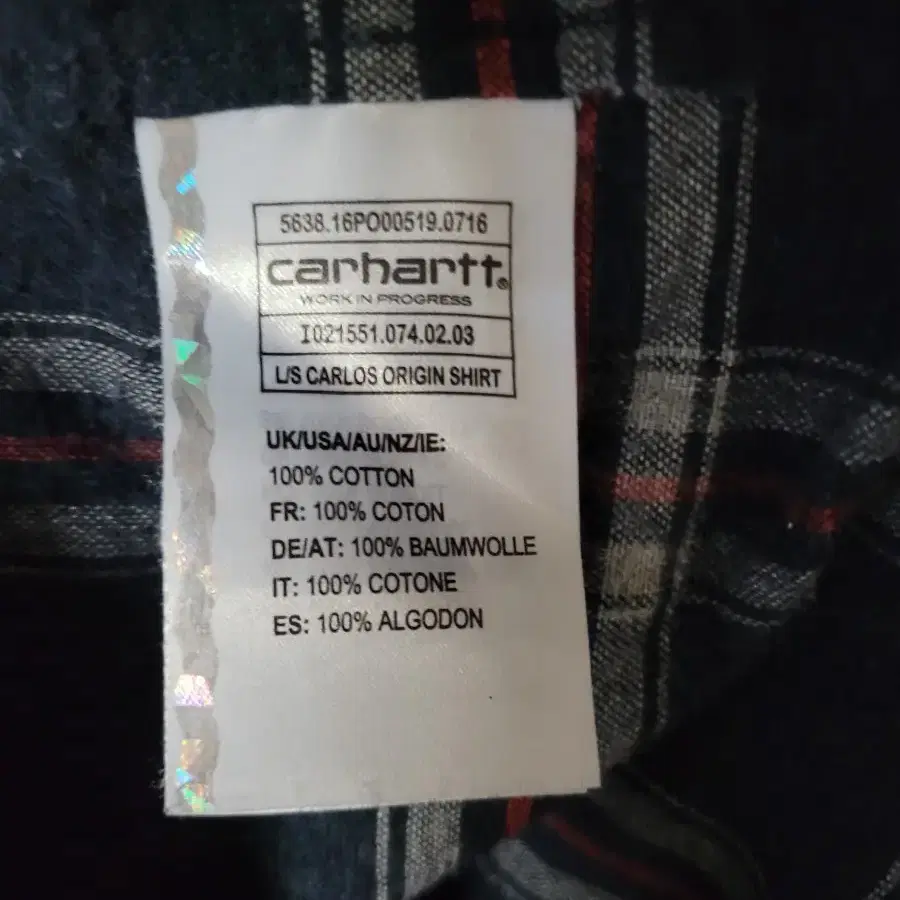 5638.16PO00519.0716
carhartt®
WORK IN PROGRESS
I021551.074.02.03
L/S CARLOS ORIGIN SHIRT
UK/USA/AU/NZ/IE:
100% COTTON
FR: 100% COTON
DE/AT: 100% BAUMWOLLE
IT: 100% COTONE
ES: 100% ALGODON